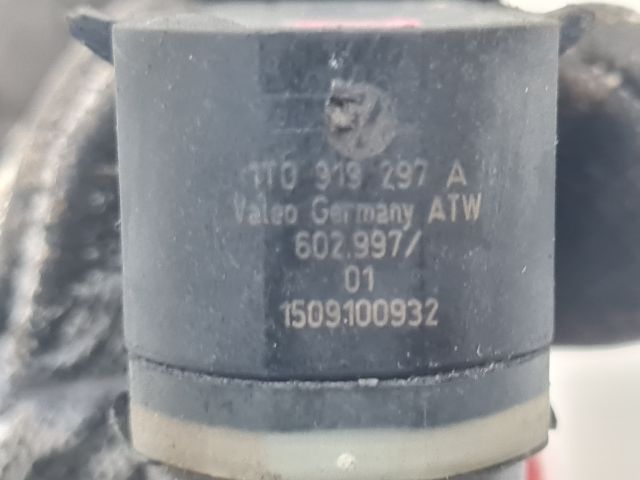 1T0 919 297 A
Valeo Germany ATW
602.997/
01
1509100932